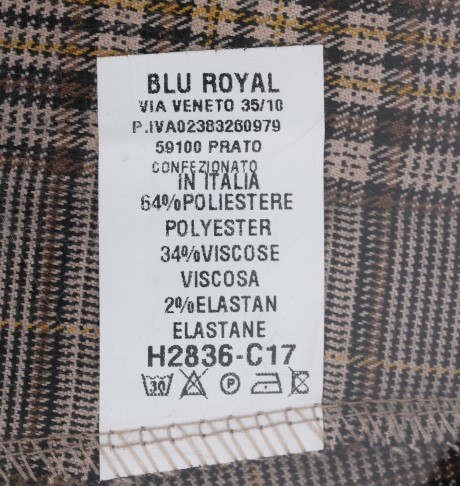 BLU ROYAL
VIA VENETO 35/10
P.IVA02383260979
59100 PRATO
CONFEZIONATO
IN ITALIA
64%POLIESTERE
POLYESTER
34%VISCOSE
VISCOSA
2%ELASTAN
ELASTANE
H2836-C17
30 P